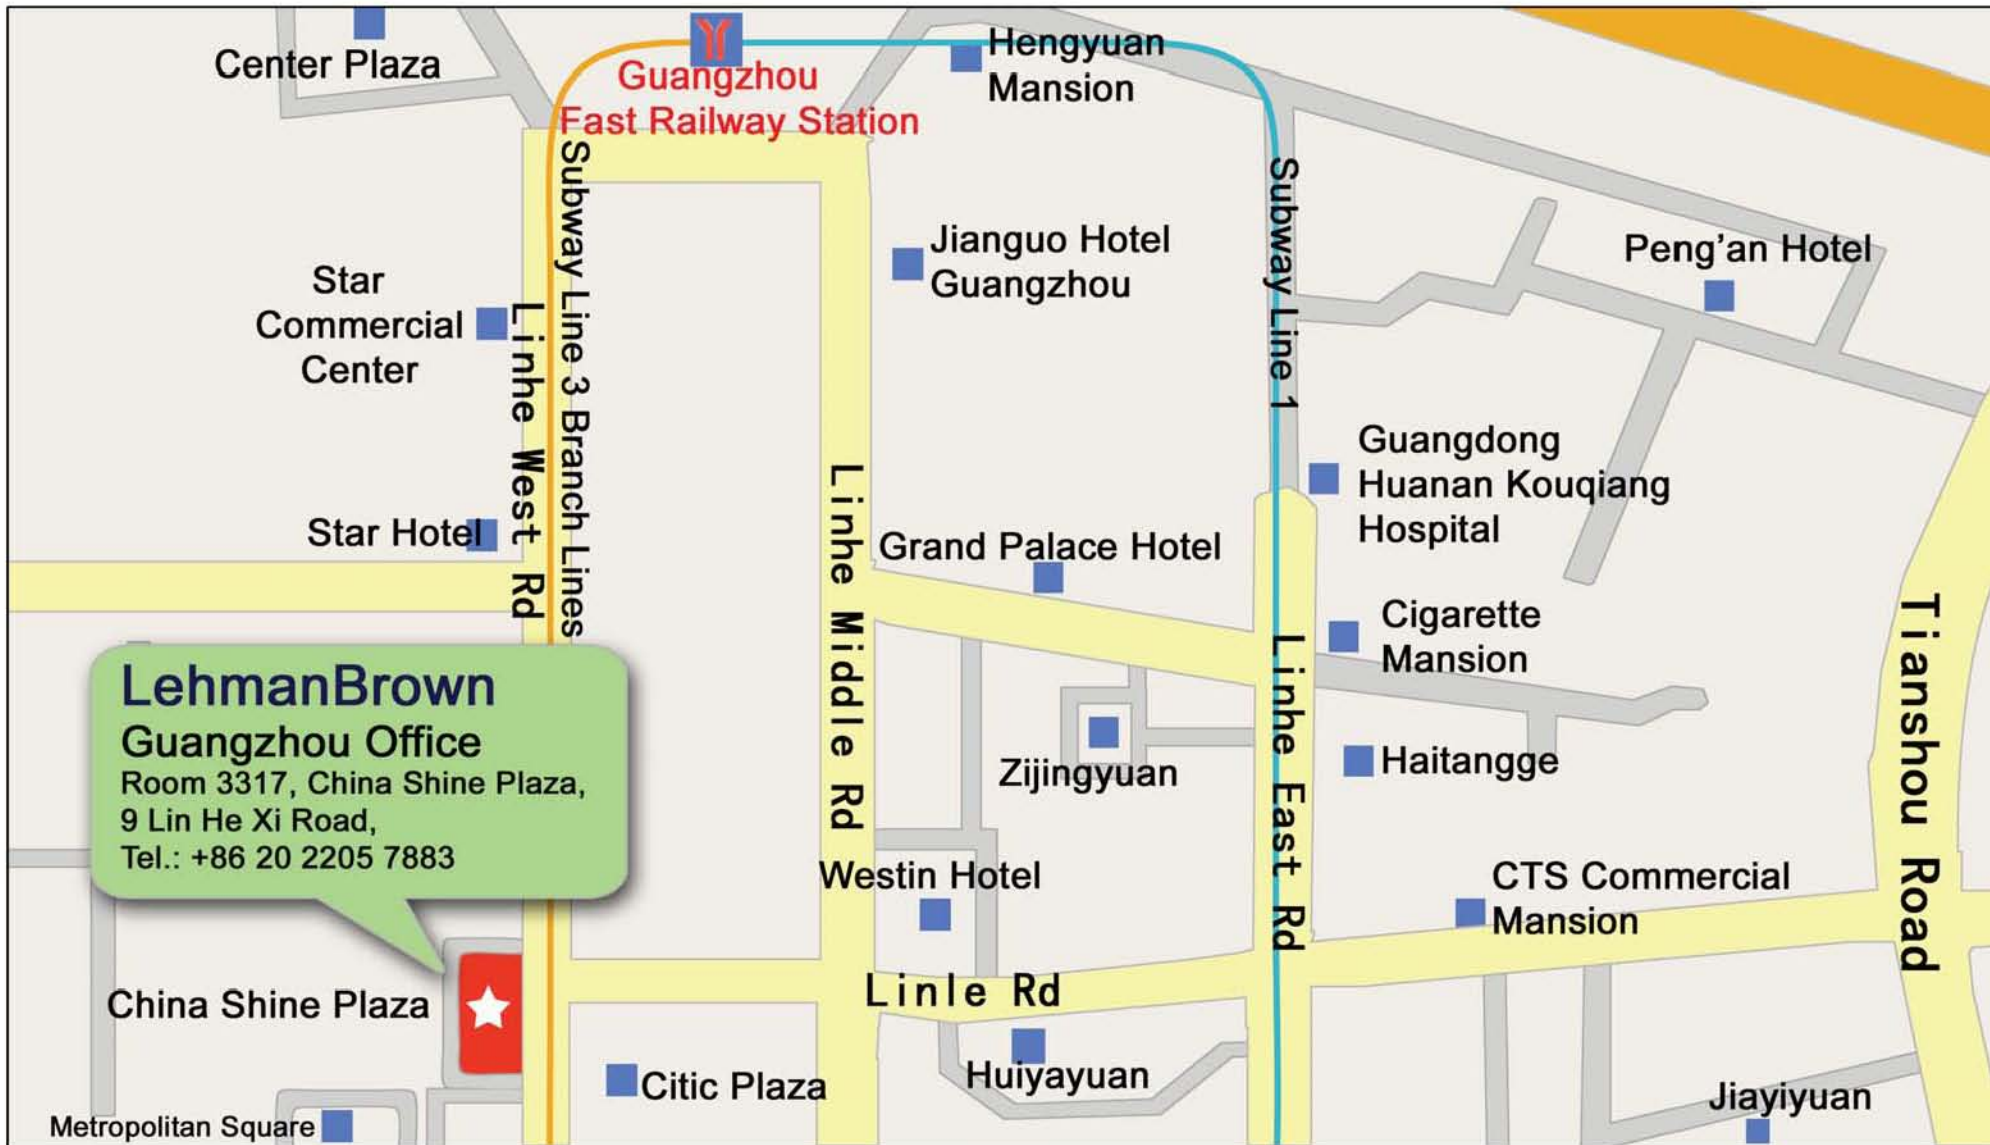 Center Plaza
Guangzhou
East Railway Station
Hengyuan
Mansion
Subway Line 3 Branch Lines
Subway Line 1
Jianguo Hotel
Guangzhou
Peng'an Hotel
Star
Commercial
Center
Linhe West Rd
Guangdong
Huanan Kouqiang
Hospital
Star Hotel
Linhe Middle Rd
Grand Palace Hotel
Cigarette
Mansion
Tianshou Road
Linhe East Rd
LehmanBrown
Guangzhou Office
Room 3317, China Shine Plaza,
9 Lin He Xi Road,
Tel.: +86 20 2205 7883
Zijingyuan
Haitangge
Westin Hotel
CTS Commercial
Mansion
Linle Rd
China Shine Plaza
Citic Plaza
Huiyayuan
Jiayiyuan
Metropolitan Square